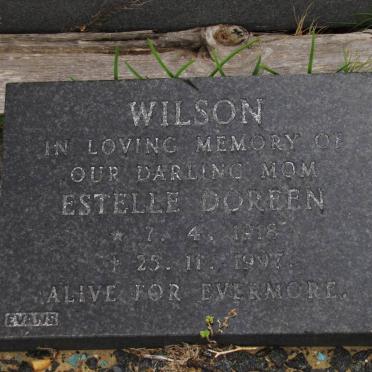 WILSON
IN LOVING MEMORY OF
OUR DARLING MOM
ESTELLE DOREEN
★ 7. 4. 1918
† 25. 11. 1997.
ALIVE FOR EVERMORE.
EVANS